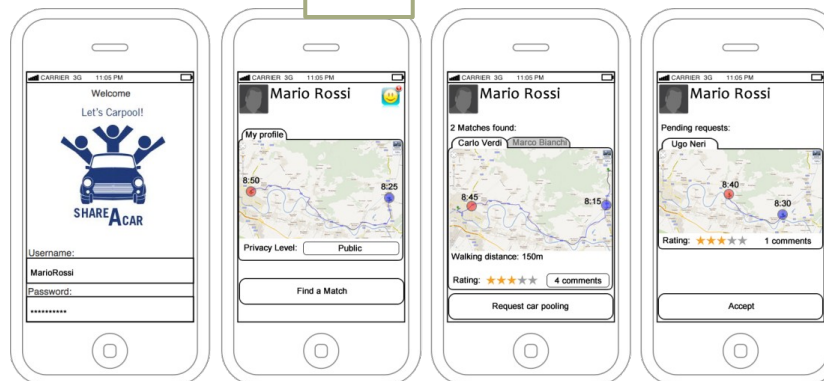 CARRIER 3G 11:05 PM
Welcome
Let's Carpool!
SHARE A CAR
Username:
MarioRossi
Password:
••••••••••
CARRIER 3G 11:05 PM
Mario Rossi
My profile
8:50
8:25
Privacy Level: Public
Find a Match
CARRIER 3G 11:05 PM
Mario Rossi
2 Matches found:
Carlo Verdi Marco Bianchi
8:45
8:15
Walking distance: 150m
Rating: ★★★★★ 4 comments
Request car pooling
CARRIER 3G 11:05 PM
Mario Rossi
Pending requests:
Ugo Neri
8:40
8:30
Rating: ★★★★★ 1 comments
Accept